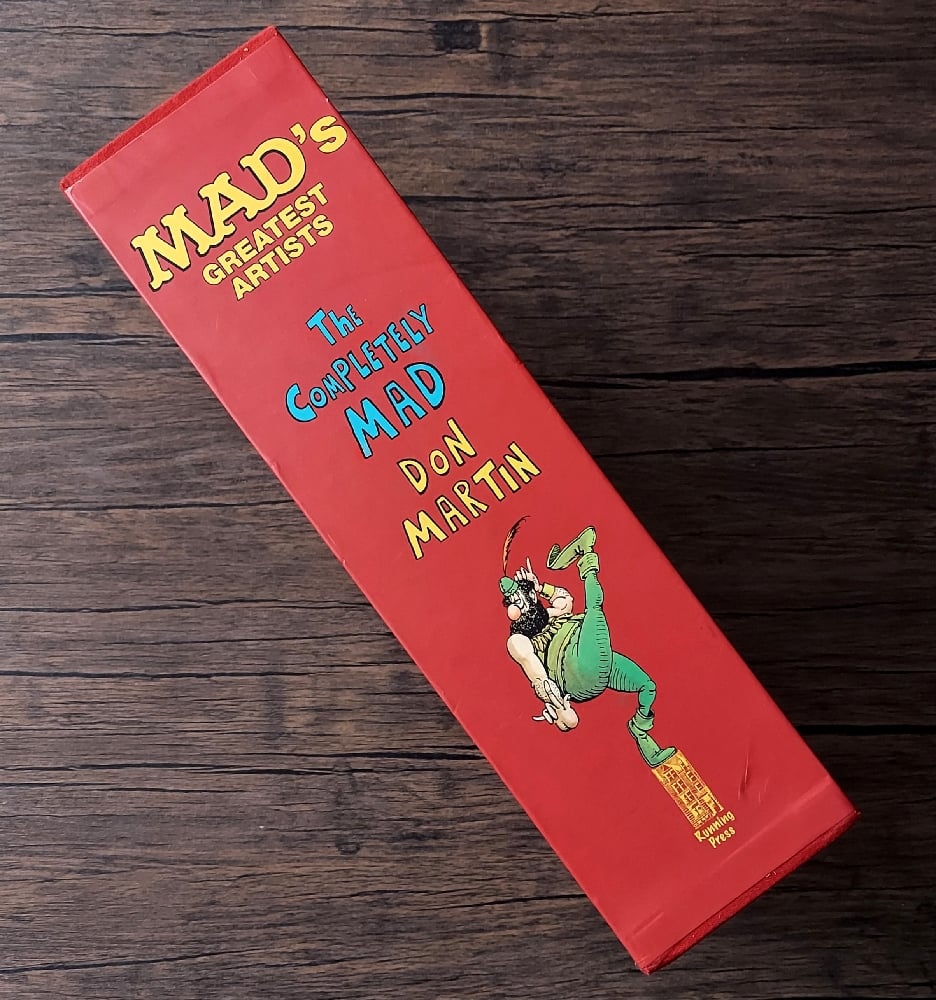 MAD's
GREATEST
ARTISTS
The
COMPLETELY
MAD
DON
MARTIN
Running
Press